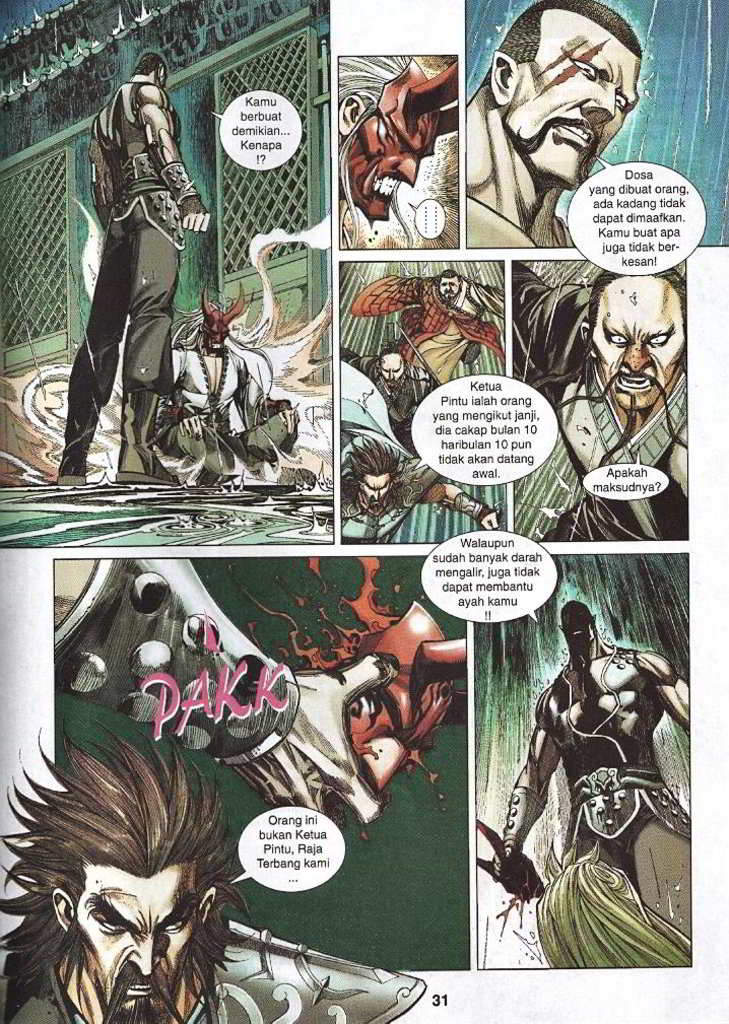 Kamu
berbuat
demikian...
Kenapa
!?
......
Dosa
yang dibuat orang,
ada kadang tidak
dapat dimaafkan.
Kamu buat apa
juga tidak ber-
kesan!
Ketua
Pintu ialah orang
yang mengikut janji,
dia cakap bulan 10
haribulan 10 pun
tidak akan datang
awal.
Apakah
maksudnya?
Walaupun
sudah banyak darah
mengalir, juga tidak
dapat membantu
ayah kamu
!!
PAKK
Orang ini
bukan Ketua
Pintu, Raja
Terbang kami
...
31